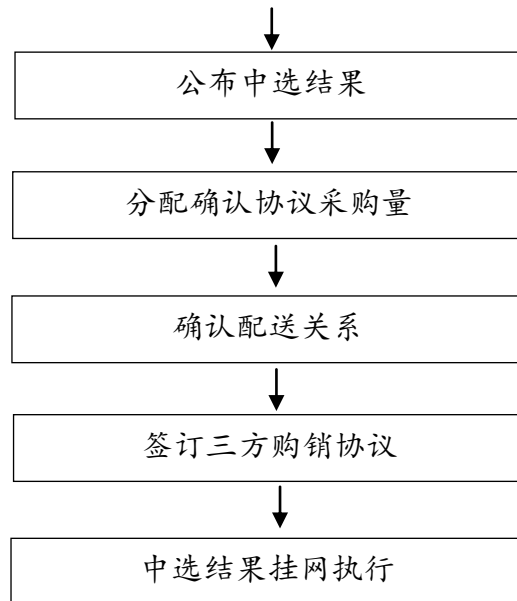 公布中选结果
分配确认协议采购量
确认配送关系
签订三方购销协议
中选结果挂网执行